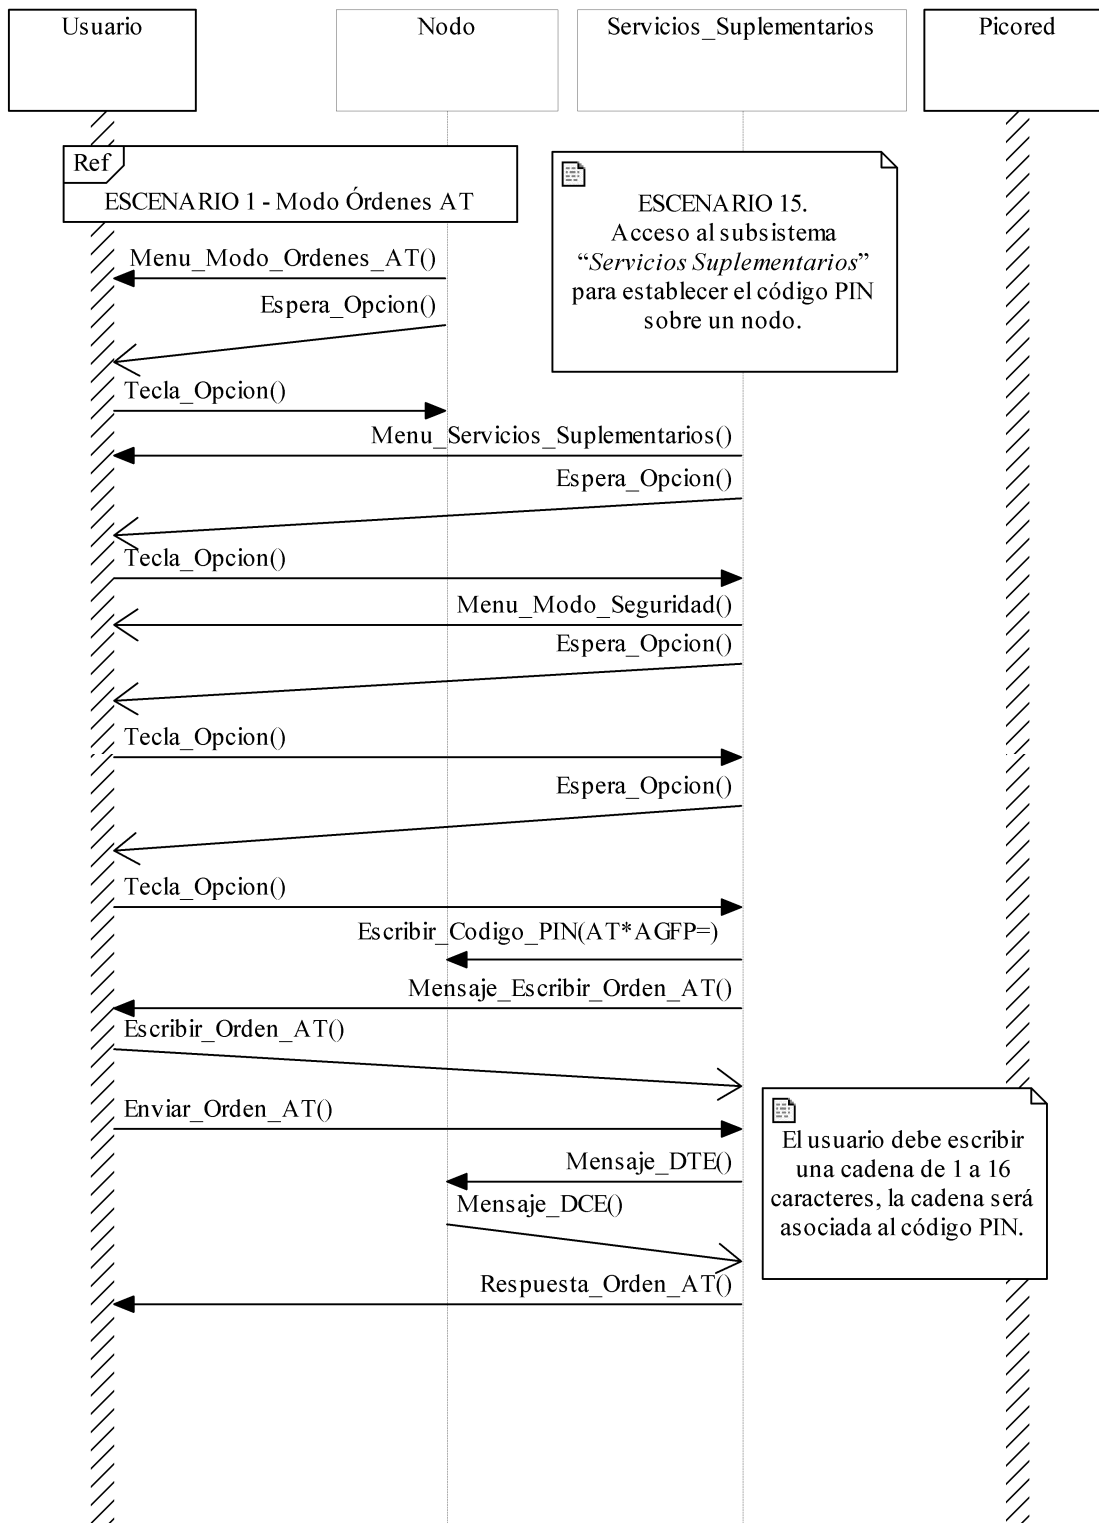 Usuario
Nodo
Servicios_Suplementarios
Picored
Ref
ESCENARIO 1 - Modo Órdenes AT
ESCENARIO 15.
Acceso al subsistema
“Servicios Suplementarios”
para establecer el código PIN
sobre un nodo.
Menu_Modo_Ordenes_AT()
Espera_Opcion()
Tecla_Opcion()
Menu_Servicios_Suplementarios()
Espera_Opcion()
Tecla_Opcion()
Menu_Modo_Seguridad()
Espera_Opcion()
Tecla_Opcion()
Espera_Opcion()
Tecla_Opcion()
Escribir_Codigo_PIN(AT*AGFP=)
Mensaje_Escribir_Orden_AT()
Escribir_Orden_AT()
Enviar_Orden_AT()
El usuario debe escribir
una cadena de 1 a 16
caracteres, la cadena será
asociada al código PIN.
Mensaje_DTE()
Mensaje_DCE()
Respuesta_Orden_AT()